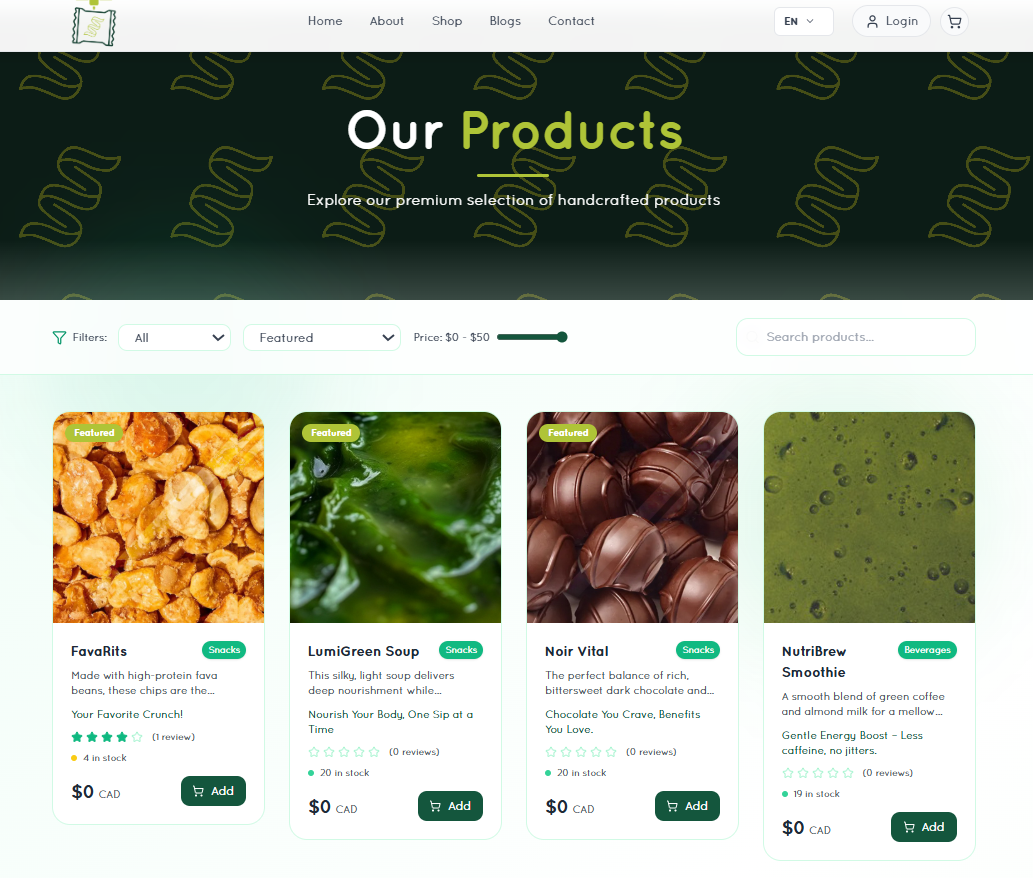 Home About Shop Blogs Contact EN Login
Our Products
Explore our premium selection of handcrafted products
Filters: All Featured Price: $0 - $50 Search products...
Featured
FavaRits Snacks
Made with high-protein fava
beans, these chips are the...
Your Favorite Crunch!
(1 review)
4 in stock
$0 CAD Add
Featured
LumiGreen Soup Snacks
This silky, light soup delivers
deep nourishment while...
Nourish Your Body, One Sip at a
Time
(0 reviews)
20 in stock
$0 CAD Add
Featured
Noir Vital Snacks
The perfect balance of rich,
bittersweet dark chocolate and...
Chocolate You Crave, Benefits
You Love.
(0 reviews)
20 in stock
$0 CAD Add
NutriBrew Beverages
Smoothie
A smooth blend of green coffee
and almond milk for a mellow...
Gentle Energy Boost – Less
caffeine, no jitters.
(0 reviews)
19 in stock
$0 CAD Add